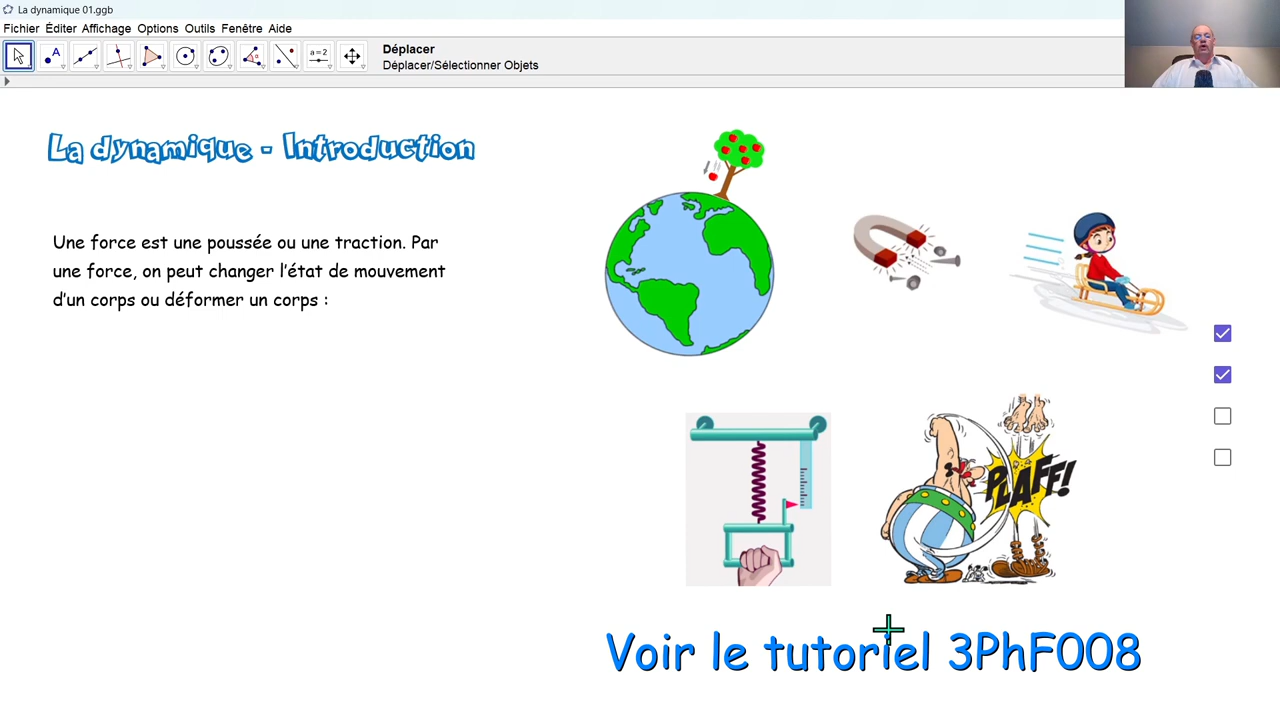 La dynamique 01.ggb
Fichier Éditer Affichage Options Outils Fenêtre Aide
A
a=2
Déplacer
Déplacer/Sélectionner Objets
La dynamique - Introduction
Une force est une poussée ou une traction. Par
une force, on peut changer l'état de mouvement
d'un corps ou déformer un corps :
PLAFF!
Voir le tutoriel 3PhF008